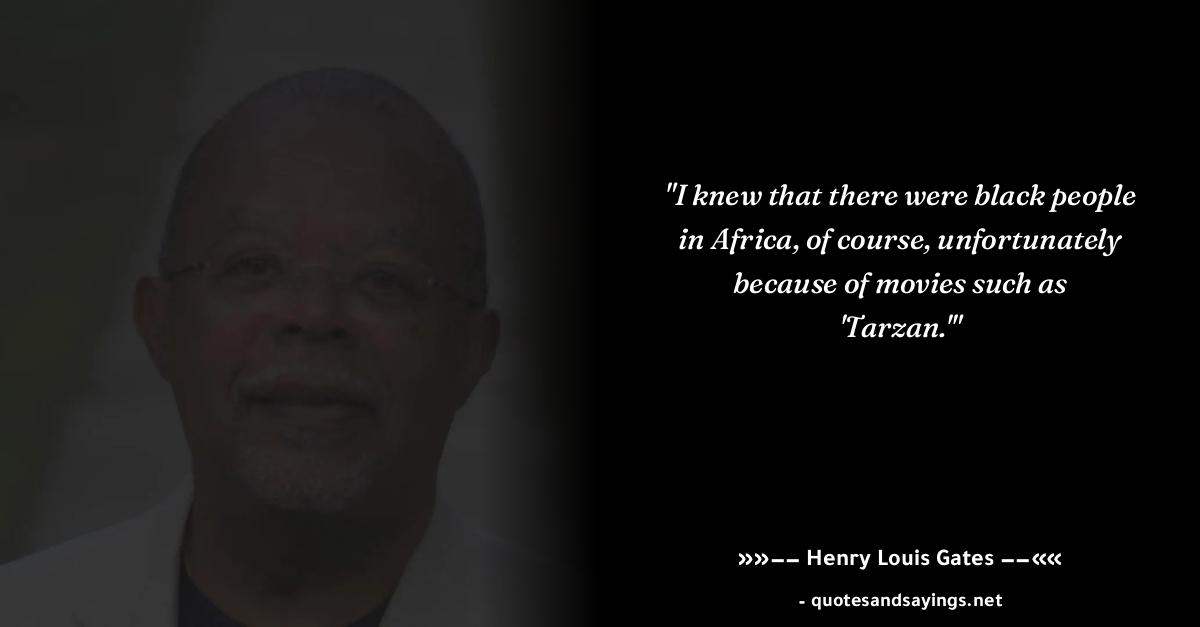 "I knew that there were black people
in Africa, of course, unfortunately
because of movies such as
'Tarzan.'"
»»−− Henry Louis Gates −−««
- quotesandsayings.net